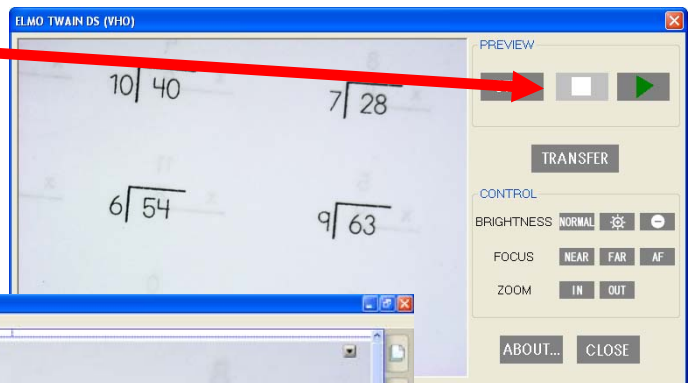 ELMO TWAIN DS (VHO)
PREVIEW
10 40
7 28
TRANSFER
6 54
9 63
CONTROL
BRIGHTNESS NORMAL
FOCUS NEAR FAR AF
ZOOM IN OUT
ABOUT... CLOSE